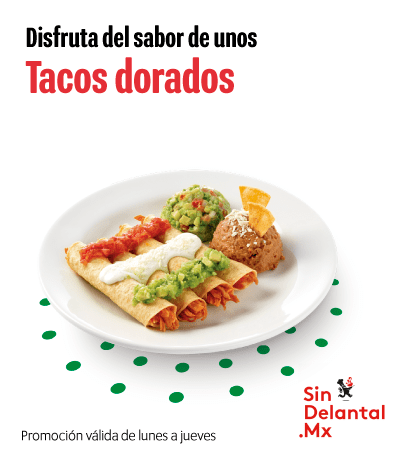 Disfruta del sabor de unos
Tacos dorados
Sin
Delantal
.Mx
Promoción válida de lunes a jueves